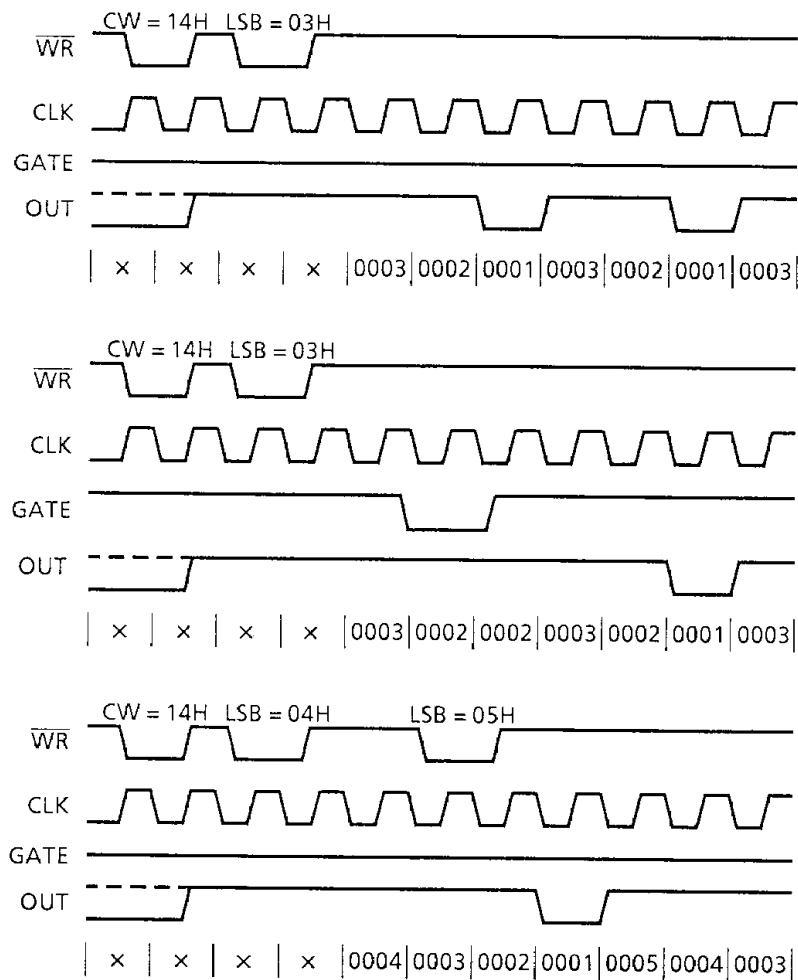 CW = 14H LSB = 03H
WR
CLK
GATE
OUT
× × × × 0003 0002 0001 0003 0002 0001 0003
CW = 14H LSB = 03H
WR
CLK
GATE
OUT
× × × × 0003 0002 0002 0003 0002 0001 0003
CW = 14H LSB = 04H LSB = 05H
WR
CLK
GATE
OUT
× × × × 0004 0003 0002 0001 0005 0004 0003